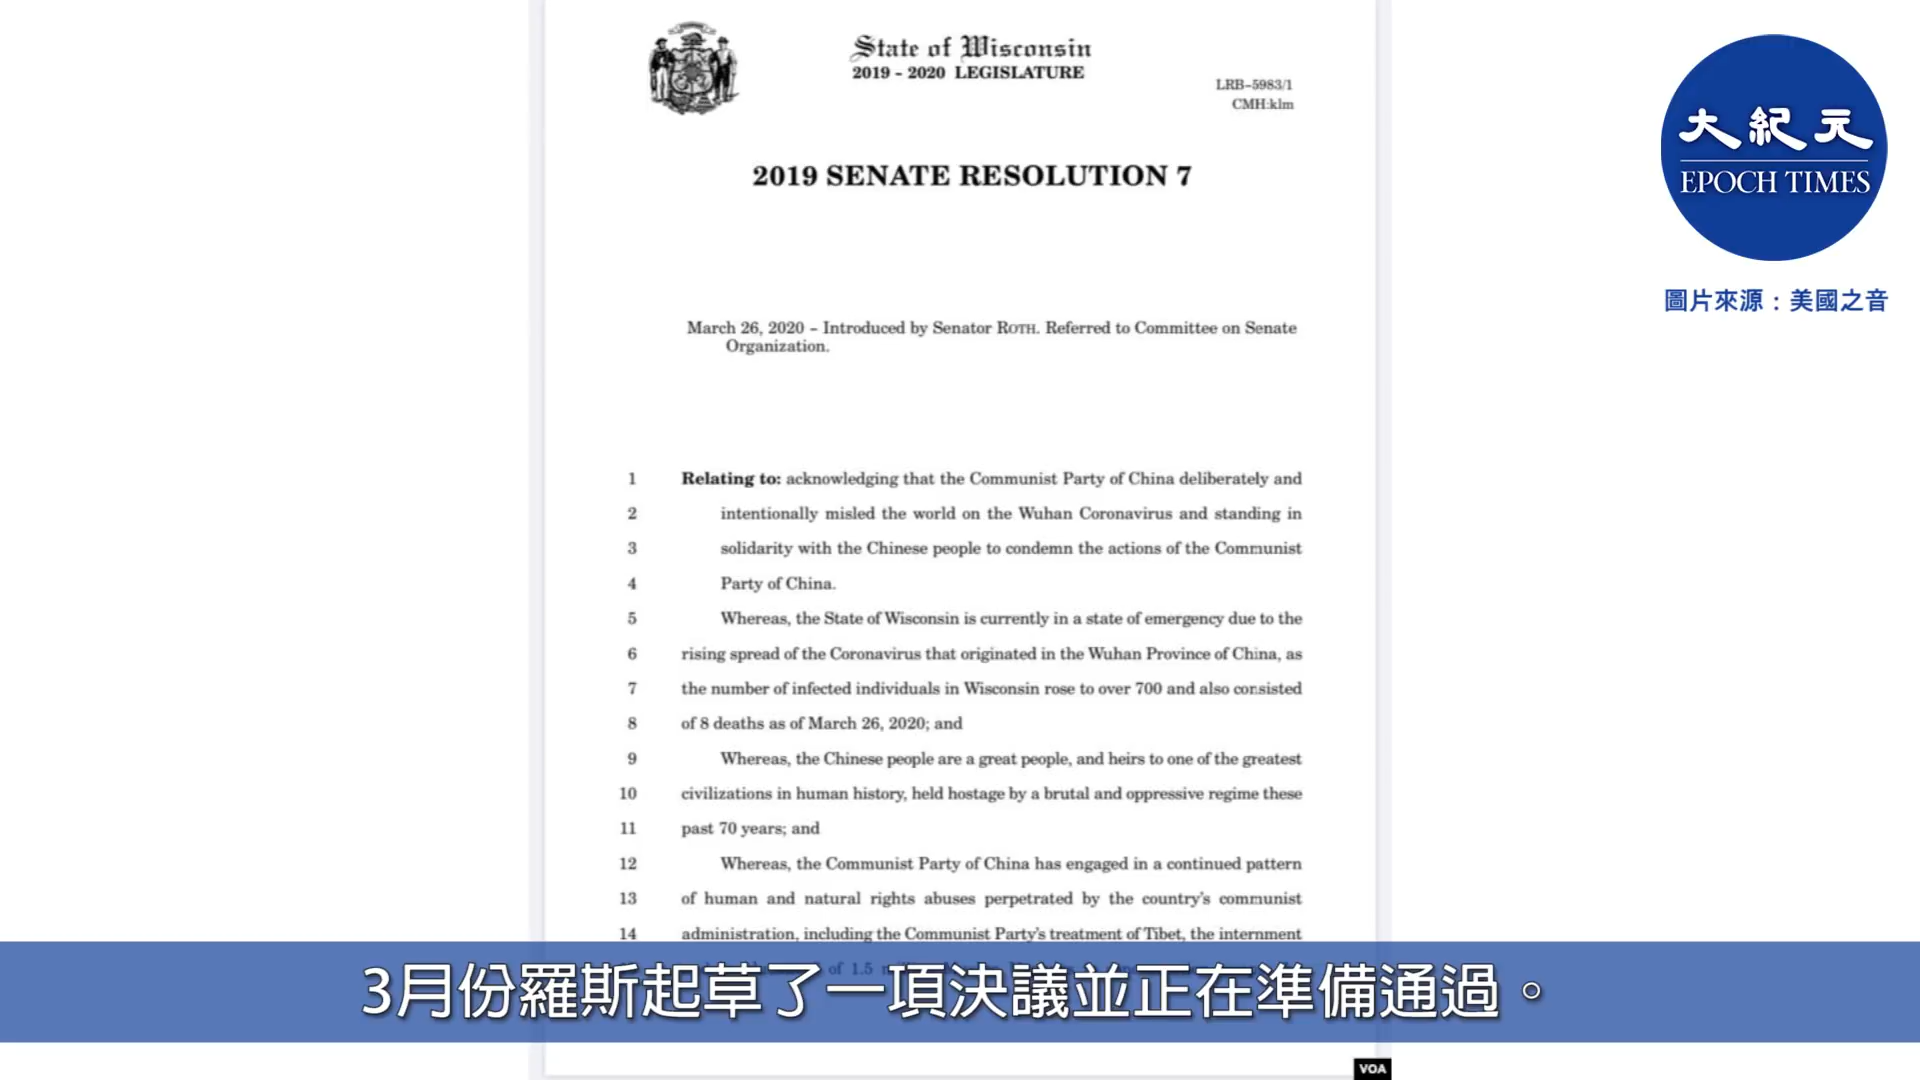 State of Wisconsin
2019 - 2020 LEGISLATURE
LRB-5983/1
CMH:klm
2019 SENATE RESOLUTION 7
大紀元
EPOCH TIMES
圖片來源：美國之音
March 26, 2020 – Introduced by Senator ROTH. Referred to Committee on Senate
Organization.
1 Relating to: acknowledging that the Communist Party of China deliberately and
2 intentionally misled the world on the Wuhan Coronavirus and standing in
3 solidarity with the Chinese people to condemn the actions of the Communist
4 Party of China.
5 Whereas, the State of Wisconsin is currently in a state of emergency due to the
6 rising spread of the Coronavirus that originated in the Wuhan Province of China, as
7 the number of infected individuals in Wisconsin rose to over 700 and also consisted
8 of 8 deaths as of March 26, 2020; and
9 Whereas, the Chinese people are a great people, and heirs to one of the greatest
10 civilizations in human history, held hostage by a brutal and oppressive regime these
11 past 70 years; and
12 Whereas, the Communist Party of China has engaged in a continued pattern
13 of human and natural rights abuses perpetrated by the country's communist
14 administration, including the Communist Party's treatment of Tibet, the internment
of 1.5
3月份羅斯起草了一項決議並正在準備通過。
VOA